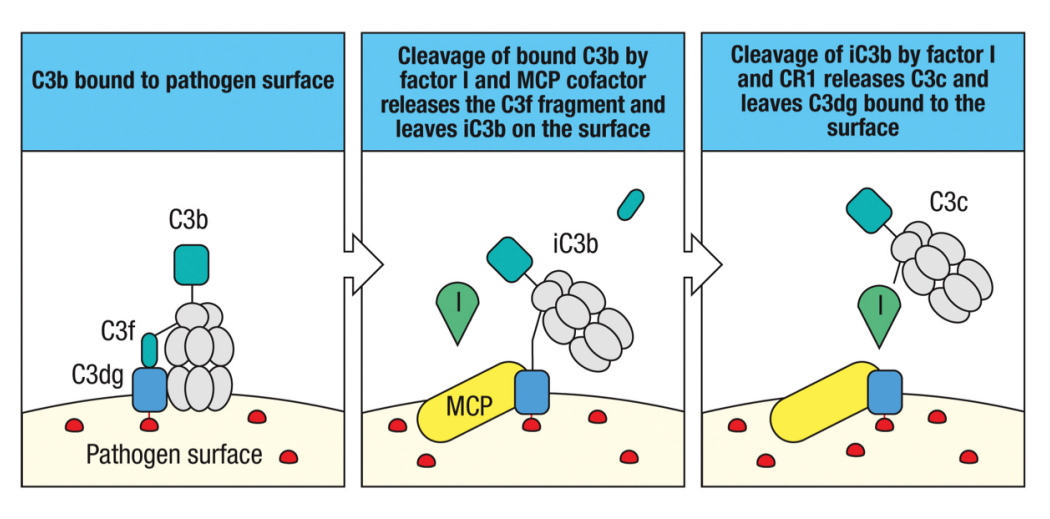 C3b bound to pathogen surface
Cleavage of bound C3b by
factor I and MCP cofactor
releases the C3f fragment and
leaves iC3b on the surface
Cleavage of iC3b by factor I
and CR1 releases C3c and
leaves C3dg bound to the
surface
C3b
C3f
C3dg
Pathogen surface
iC3b
I
MCP
C3c
I